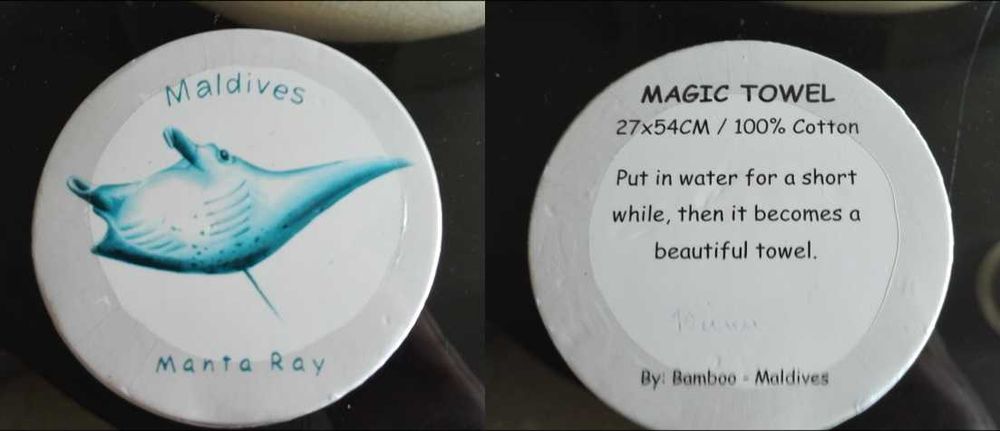 Maldives
Manta Ray
MAGIC TOWEL
27x54CM / 100% Cotton
Put in water for a short
while, then it becomes a
beautiful towel.
By: Bamboo - Maldives